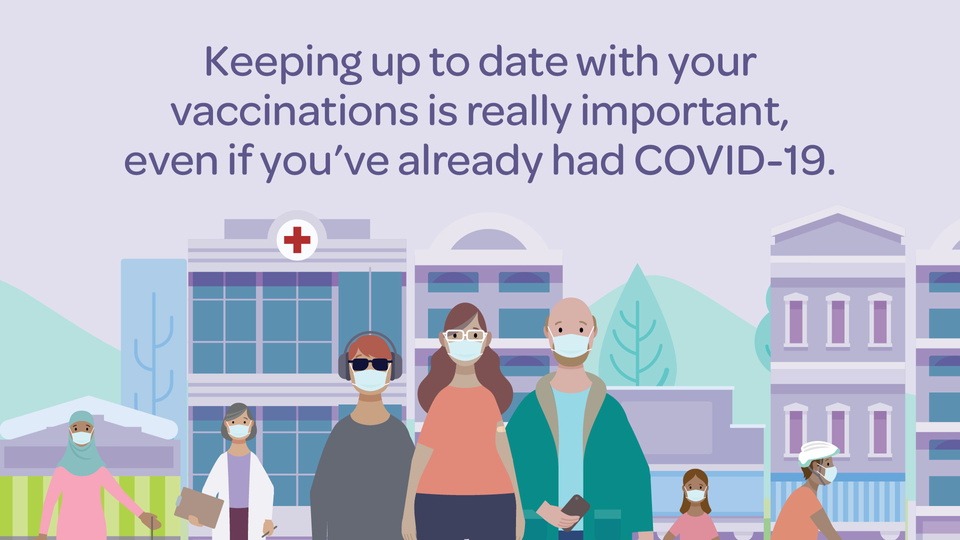 Keeping up to date with your
vaccinations is really important,
even if you’ve already had COVID-19.